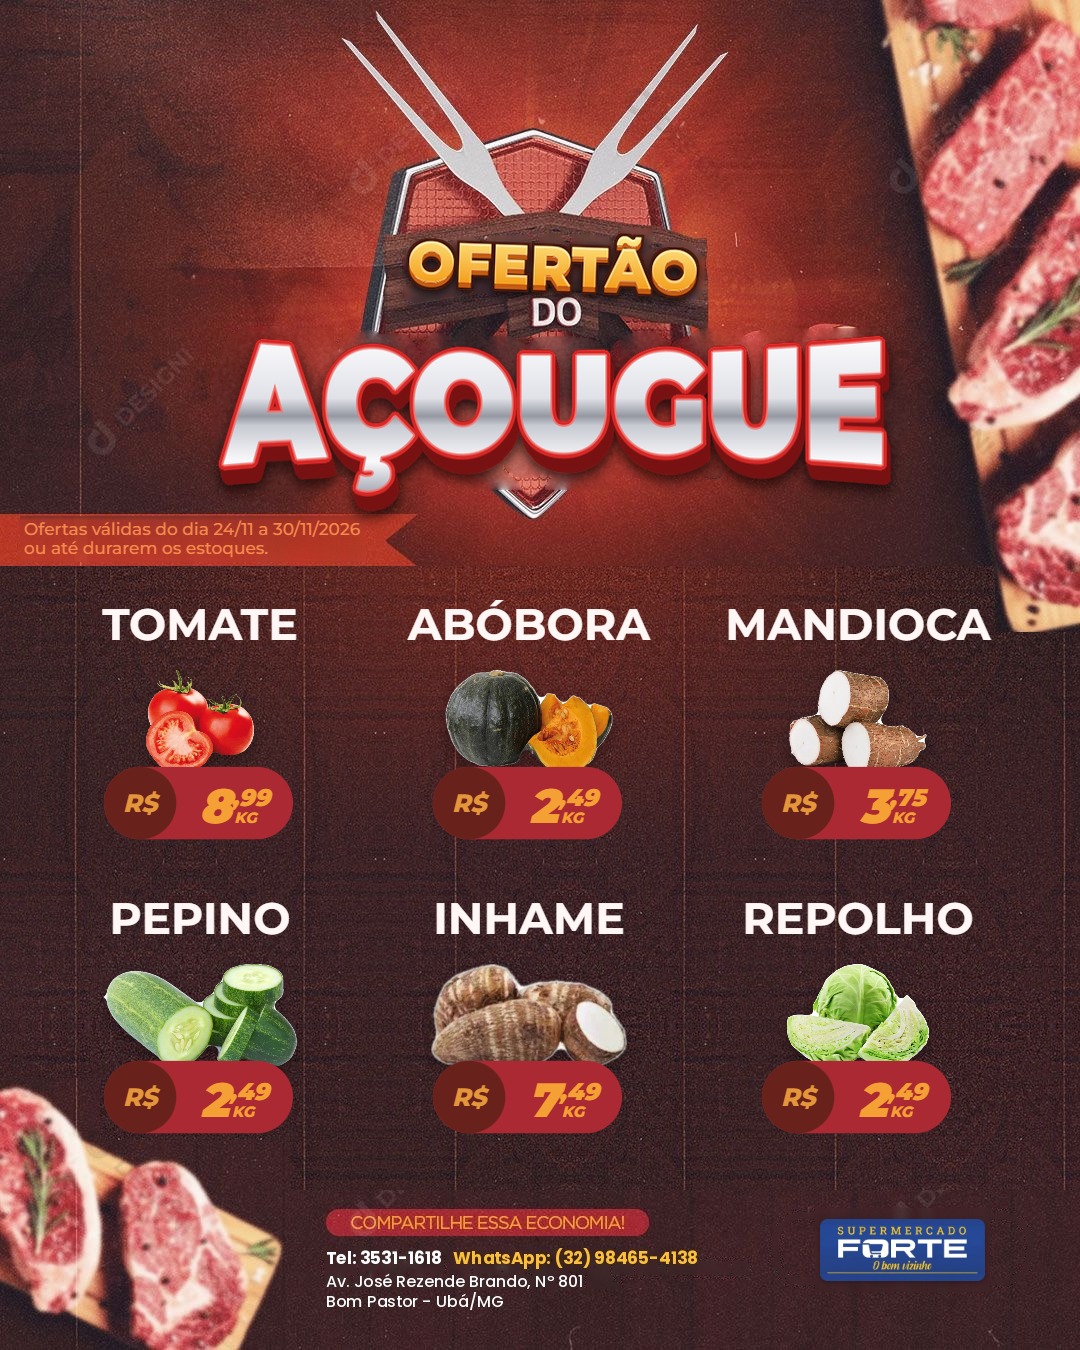 OFERTÃO
DO
AÇOUGUE
Ofertas válidas do dia 24/11 a 30/11/2026
ou até durarem os estoques.
TOMATE
ABÓBORA
MANDIOCA
R$ 8,99 KG
R$ 2,49 KG
R$ 3,75 KG
PEPINO
INHAME
REPOLHO
R$ 2,49 KG
R$ 7,49 KG
R$ 2,49 KG
COMPARTILHE ESSA ECONOMIA!
Tel: 3531-1618 WhatsApp: (32) 98465-4138
Av. José Rezende Brando, Nº 801
Bom Pastor - Ubá/MG
SUPERMERCADO
FORTE
O bom vizinho
DESIGNI